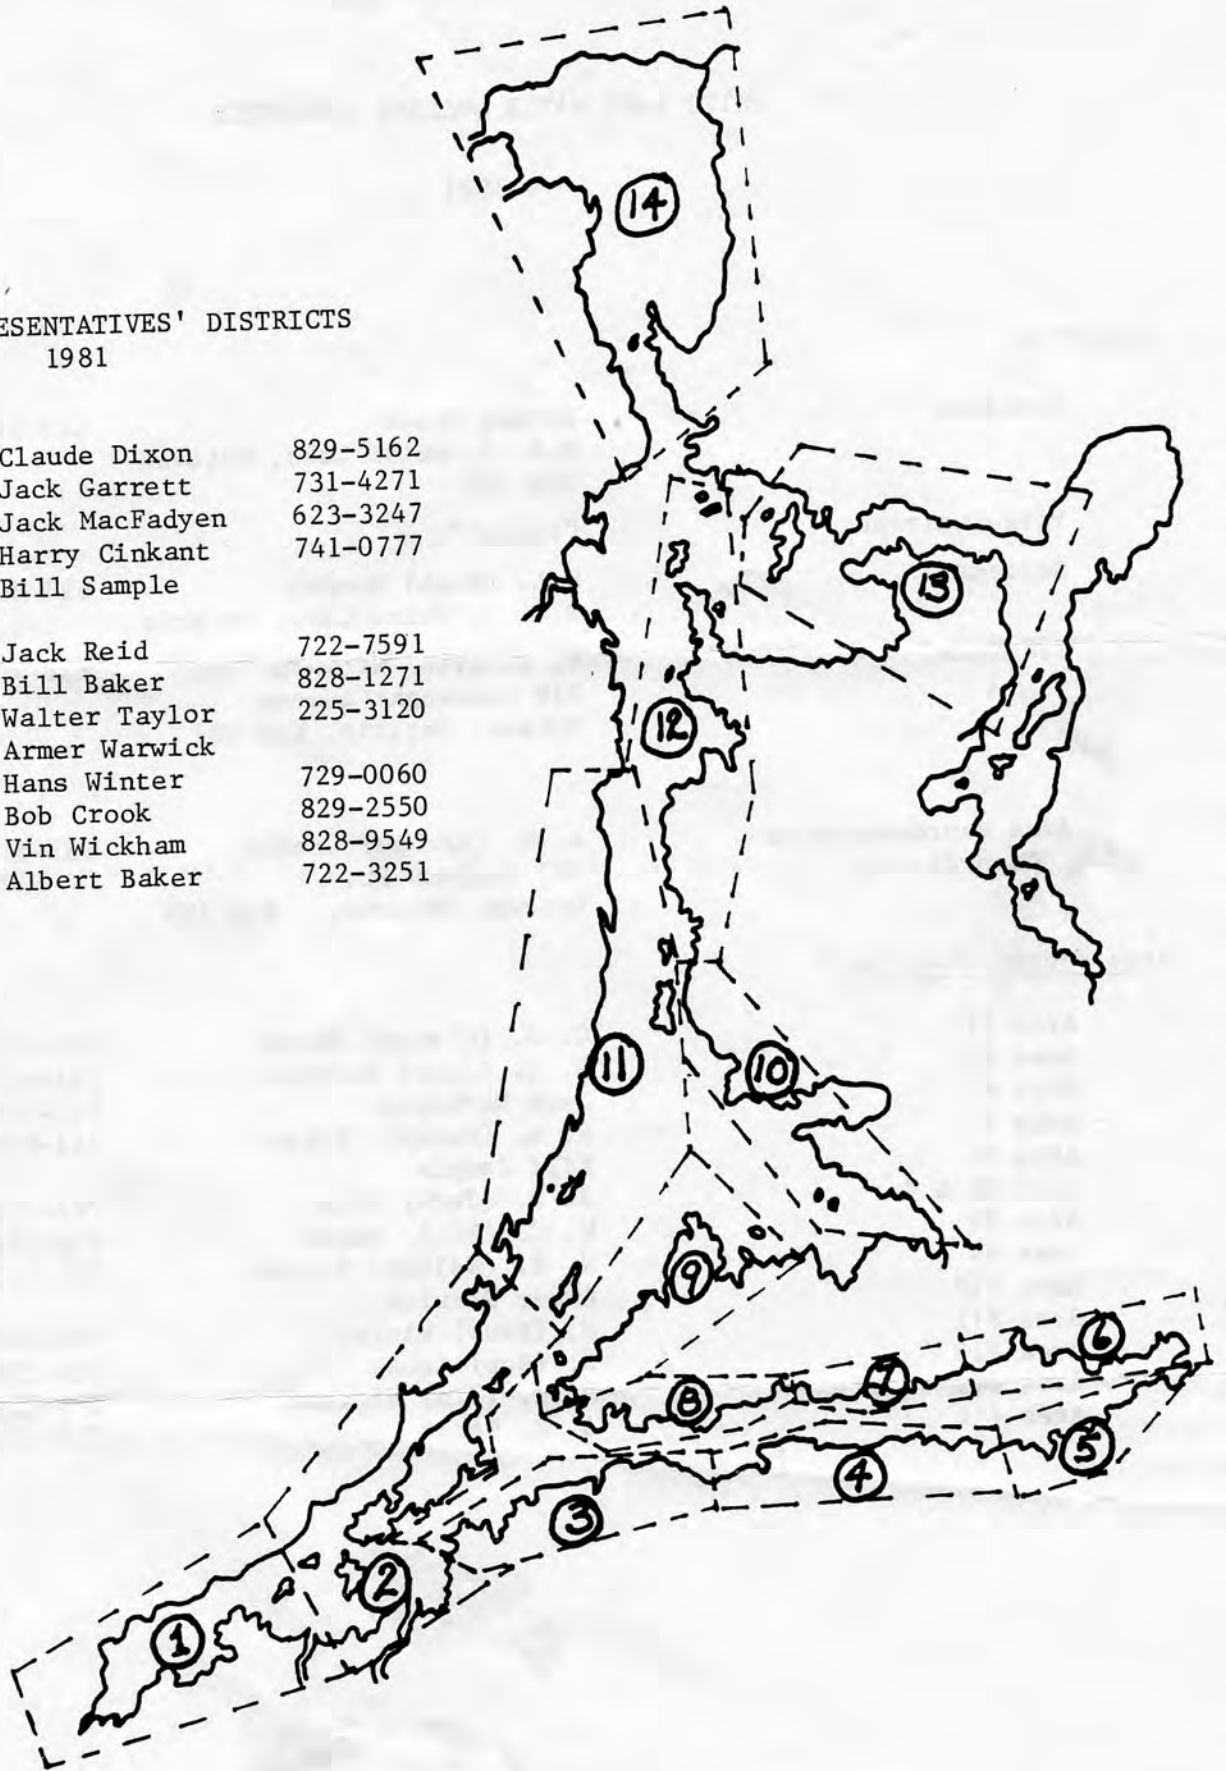 ESENTATIVES' DISTRICTS
1981
Claude Dixon 829-5162
Jack Garrett 731-4271
Jack MacFadyen 623-3247
Harry Cinkant 741-0777
Bill Sample
Jack Reid 722-7591
Bill Baker 828-1271
Walter Taylor 225-3120
Armer Warwick
Hans Winter 729-0060
Bob Crook 829-2550
Vin Wickham 828-9549
Albert Baker 722-3251
14
13
12
11
10
9
6
7
8
5
4
3
2
1